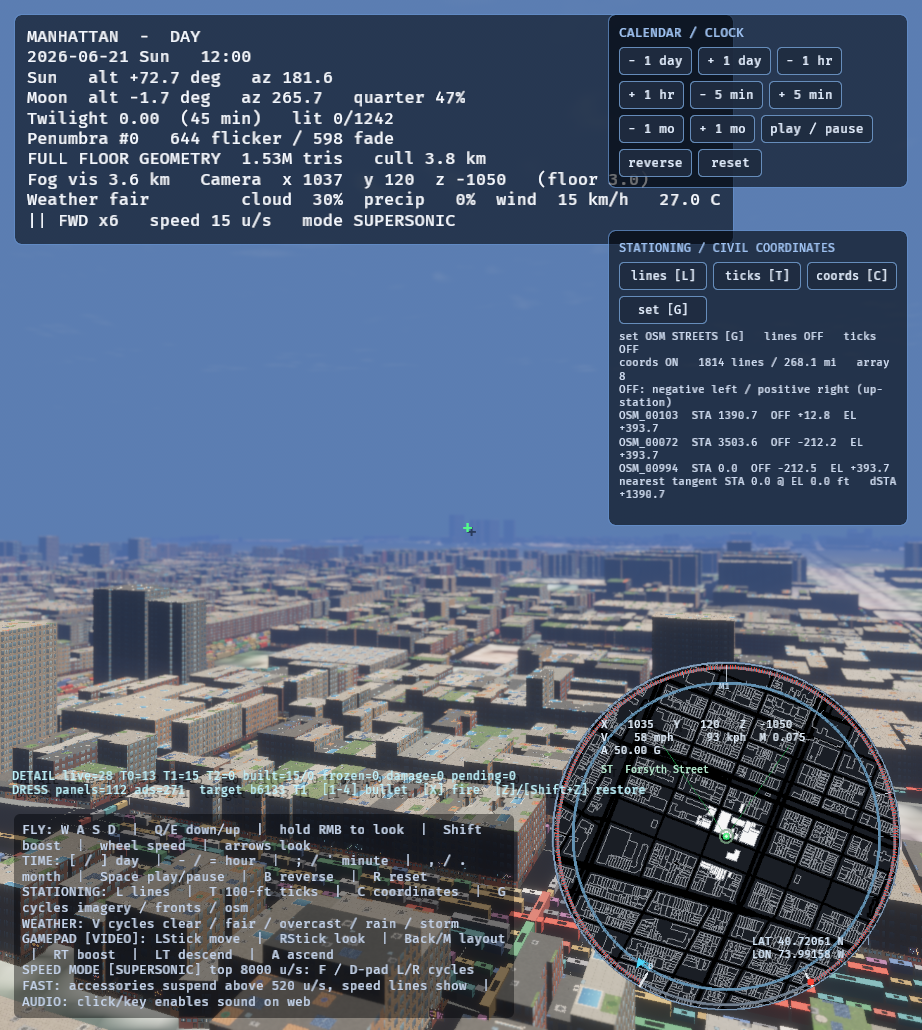 MANHATTAN - DAY
2026-06-21 Sun 12:00
Sun alt +72.7 deg az 181.6
Moon alt -1.7 deg az 265.7 quarter 47%
Twilight 0.00 (45 min) lit 0/1242
Penumbra #0 644 flicker / 598 fade
FULL FLOOR GEOMETRY 1.53M tris cull 3.8 km
Fog vis 3.6 km Camera x 1037 y 120 z -1050 (floor 3.0)
Weather fair cloud 30% precip 0% wind 15 km/h 27.0 C
|| FWD x6 speed 15 u/s mode SUPERSONIC
CALENDAR / CLOCK
- 1 day + 1 day - 1 hr
+ 1 hr - 5 min + 5 min
- 1 mo + 1 mo play / pause
reverse reset
STATIONING / CIVIL COORDINATES
lines [L] ticks [T] coords [C]
set [G]
set OSM STREETS [G] lines OFF ticks
OFF
coords ON 1814 lines / 268.1 mi array
8
OFF: negative left / positive right (up-
station)
OSM_00103 STA 1390.7 OFF +12.8 EL
+393.7
OSM_00072 STA 3503.6 OFF -212.2 EL
+393.7
OSM_00994 STA 0.0 OFF -212.5 EL +393.7
nearest tangent STA 0.0 @ EL 0.0 ft dSTA
+1390.7
X 1035 Y 120 Z -1050
V 58 mph 93 kph M 0.075
A 50.00 G
ST Forsyth Street
LAT 40.72061 N
LON 73.99158 W
DETAIL live=28 T0=13 T1=15 T2=0 built=15/0 frozen=0 damage=0 pending=0
DRESS panels=112 ads=271 target b6133 T1 [1-4] bullet [X] fire [Z]/[Shift+Z] restore
FLY: W A S D | Q/E down/up | hold RMB to look | Shift
boost | wheel speed | arrows look
TIME: [ / ] day | - / = hour | ; / ' minute | , / .
month | Space play/pause | B reverse | R reset
STATIONING: L lines | T 100-ft ticks | C coordinates | G
cycles imagery / fronts / osm
WEATHER: V cycles clear / fair / overcast / rain / storm
GAMEPAD [VIDEO]: LStick move | RStick look | Back/M layout
| RT boost | LT descend | A ascend
SPEED MODE [SUPERSONIC] top 8000 u/s: F / D-pad L/R cycles
FAST: accessories suspend above 520 u/s, speed lines show |
AUDIO: click/key enables sound on web